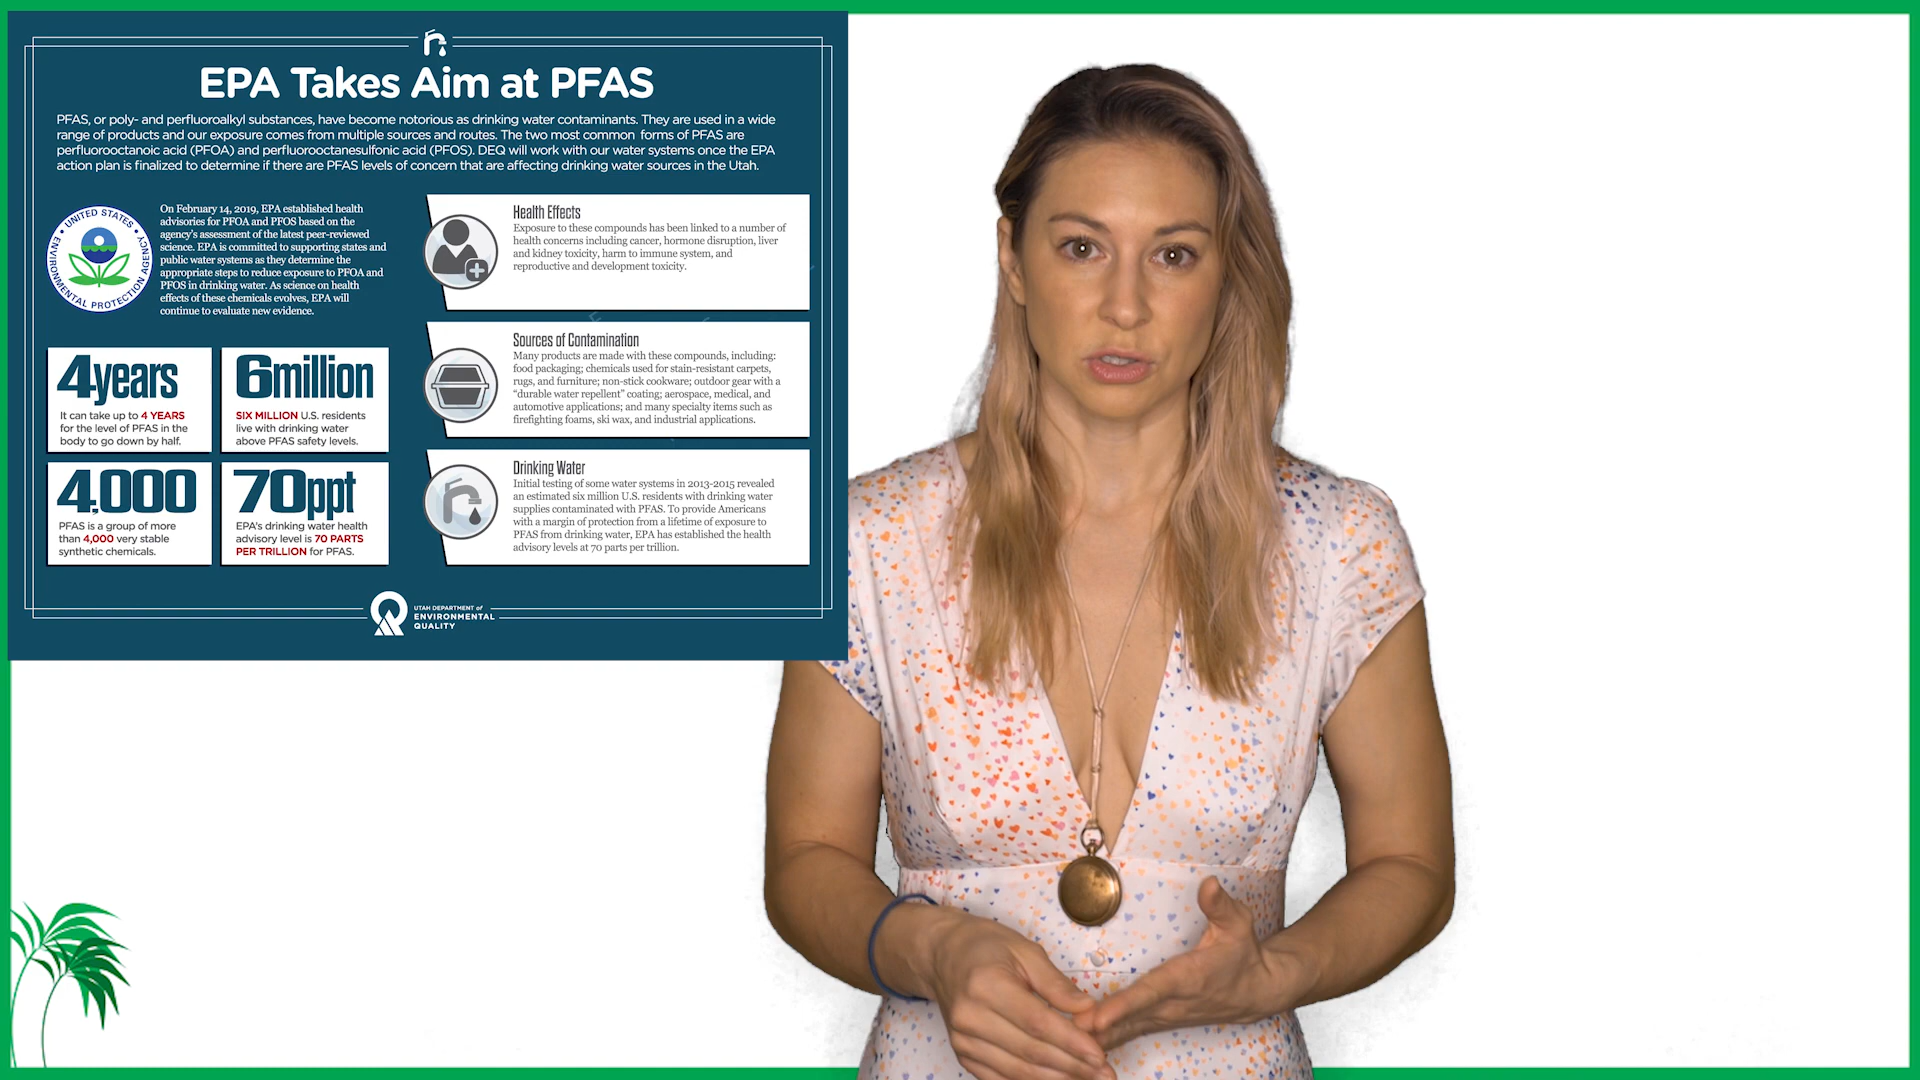 EPA Takes Aim at PFAS
PFAS, or poly- and perfluoroalkyl substances, have become notorious as drinking water contaminants. They are used in a wide
range of products and our exposure comes from multiple sources and routes. The two most common forms of PFAS are
perfluorooctanoic acid (PFOA) and perfluorooctanesulfonic acid (PFOS). DEQ will work with our water systems once the EPA
action plan is finalized to determine if there are PFAS levels of concern that are affecting drinking water sources in the Utah.
UNITED STATES
ENVIRONMENTAL PROTECTION AGENCY
On February 14, 2019, EPA established health
advisories for PFOA and PFOS based on the
agency's assessment of the latest peer-reviewed
science. EPA is committed to supporting states and
public water systems as they determine the
appropriate steps to reduce exposure to PFOA and
PFOS in drinking water. As science on health
effects of these chemicals evolves, EPA will
continue to evaluate new evidence.
4years
It can take up to 4 YEARS
for the level of PFAS in the
body to go down by half.
6million
SIX MILLION U.S. residents
live with drinking water
above PFAS safety levels.
4,000
PFAS is a group of more
than 4,000 very stable
synthetic chemicals.
70ppt
EPA's drinking water health
advisory level is 70 PARTS
PER TRILLION for PFAS.
Health Effects
Exposure to these compounds has been linked to a number of
health concerns including cancer, hormone disruption, liver
and kidney toxicity, harm to immune system, and
reproductive and development toxicity.
Sources of Contamination
Many products are made with these compounds, including:
food packaging; chemicals used for stain-resistant carpets,
rugs, and furniture; non-stick cookware; outdoor gear with a
"durable water repellent" coating; aerospace, medical, and
automotive applications; and many specialty items such as
firefighting foams, ski wax, and industrial applications.
Drinking Water
Initial testing of some water systems in 2013-2015 revealed
an estimated six million U.S. residents with drinking water
supplies contaminated with PFAS. To provide Americans
with a margin of protection from a lifetime of exposure to
PFAS from drinking water, EPA has established the health
advisory levels at 70 parts per trillion.
UTAH DEPARTMENT of
ENVIRONMENTAL
QUALITY